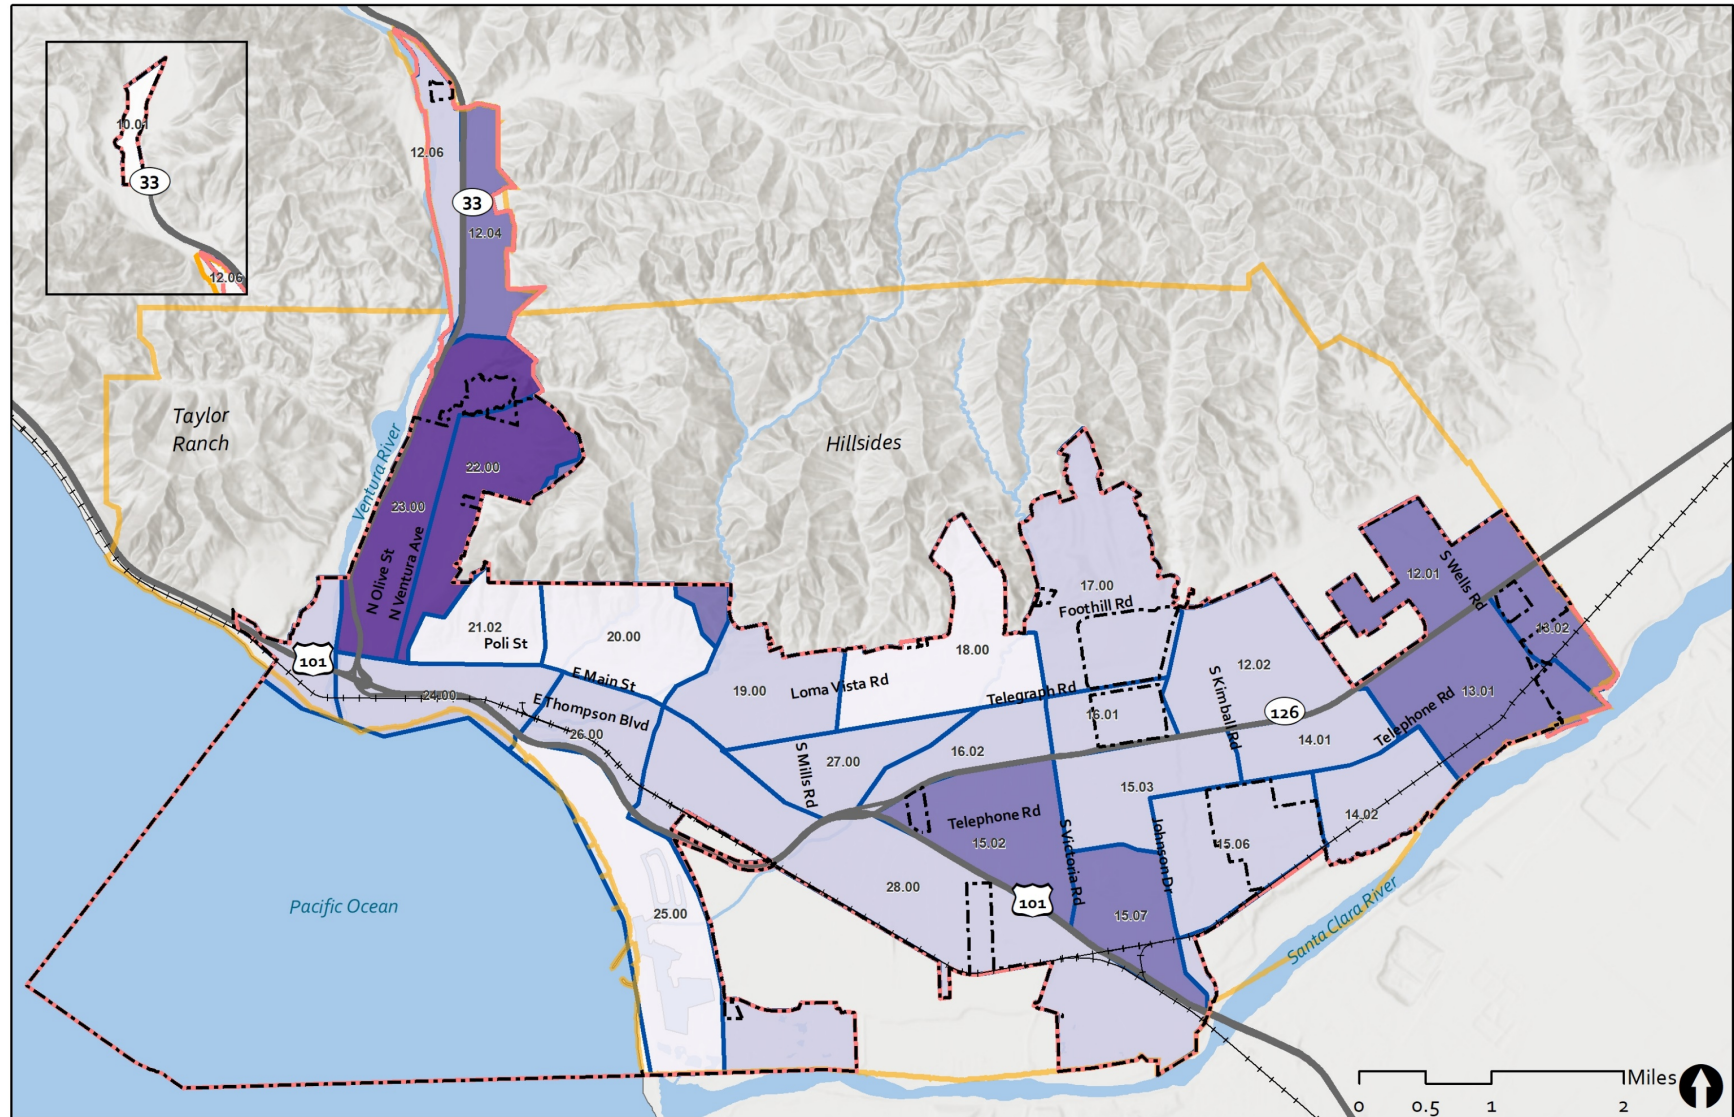 10.01
33
12.06
12.06
33
12.04
Taylor
Ranch
Ventura River
Hillsides
22.00
23.00
N Olive St
N Ventura Ave
101
21.02
Poli St
20.00
18.00
17.00
Foothill Rd
12.01
S Wells Rd
13.02
24.00
E Main St
E Thompson Blvd
26.00
19.00
Loma Vista Rd
Telegraph Rd
16.01
12.02
S Kimball Rd
126
13.01
Telephone Rd
14.01
S Mills Rd
27.00
16.02
15.03
Telephone Rd
15.02
S Victoria Rd
Johnson Dr
15.06
14.02
Pacific Ocean
25.00
28.00
101
15.07
Santa Clara River
Miles
0 0.5 1 2